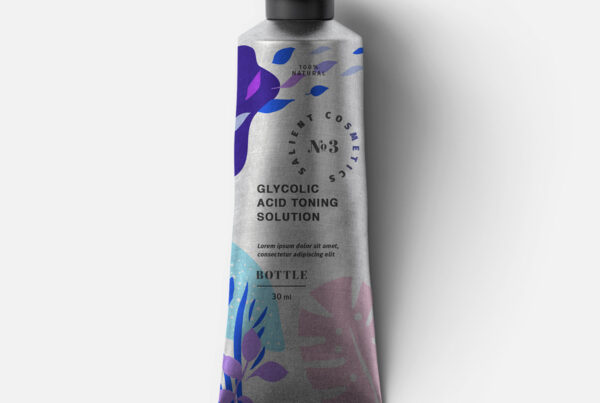 100%
NATURAL
SALIENT COSMETICS
№3
GLYCOLIC
ACID TONING
SOLUTION
Lorem ipsum dolor sit amet,
consectetur adipiscing elit
BOTTLE
30 ml